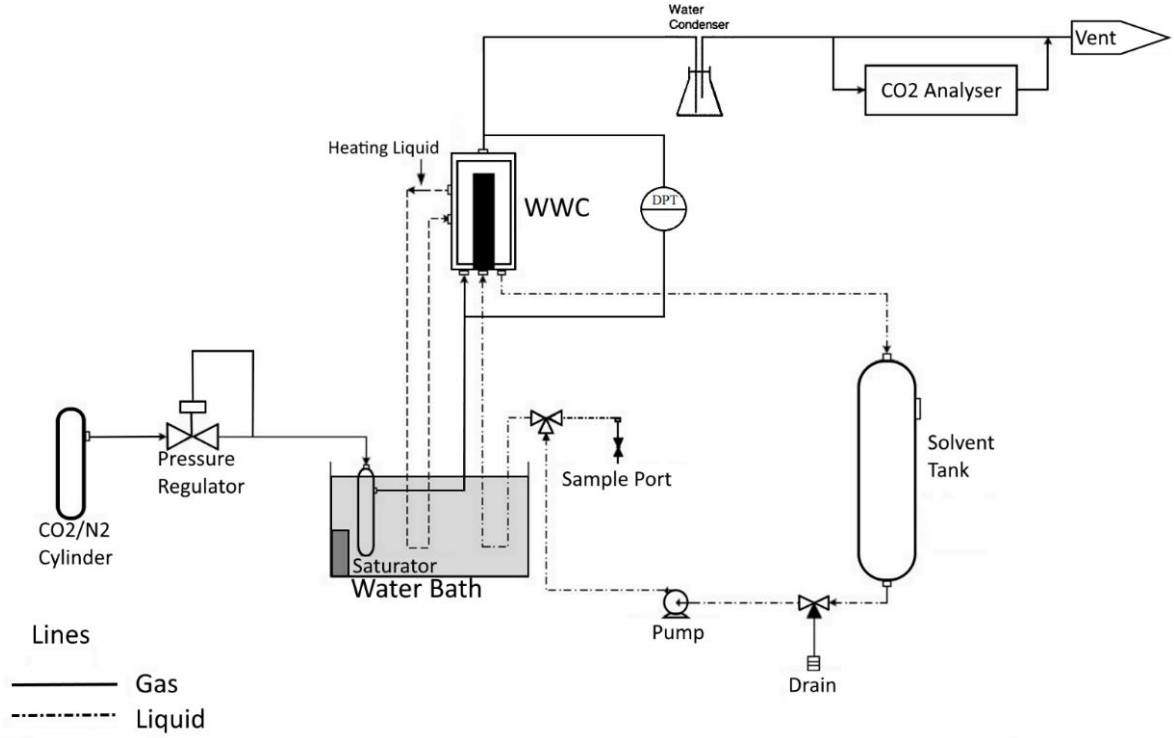 Water
Condenser
Vent
CO2 Analyser
Heating Liquid
WWC
DPT
Pressure
Regulator
Sample Port
Solvent
Tank
CO2/N2
Cylinder
Saturator
Water Bath
Pump
Drain
Lines
Gas
Liquid